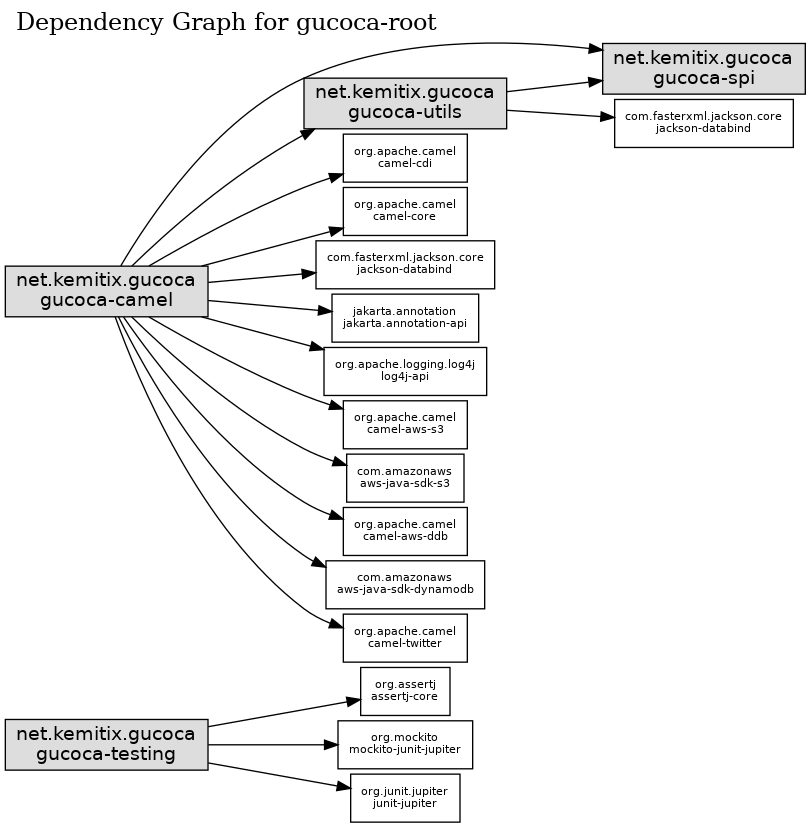 Dependency Graph for gucoca-root
net.kemitix.gucoca
gucoca-spi
net.kemitix.gucoca
gucoca-utils
com.fasterxml.jackson.core
jackson-databind
org.apache.camel
camel-cdi
org.apache.camel
camel-core
com.fasterxml.jackson.core
jackson-databind
net.kemitix.gucoca
gucoca-camel
jakarta.annotation
jakarta.annotation-api
org.apache.logging.log4j
log4j-api
org.apache.camel
camel-aws-s3
com.amazonaws
aws-java-sdk-s3
org.apache.camel
camel-aws-ddb
com.amazonaws
aws-java-sdk-dynamodb
org.apache.camel
camel-twitter
org.assertj
assertj-core
net.kemitix.gucoca
gucoca-testing
org.mockito
mockito-junit-jupiter
org.junit.jupiter
junit-jupiter